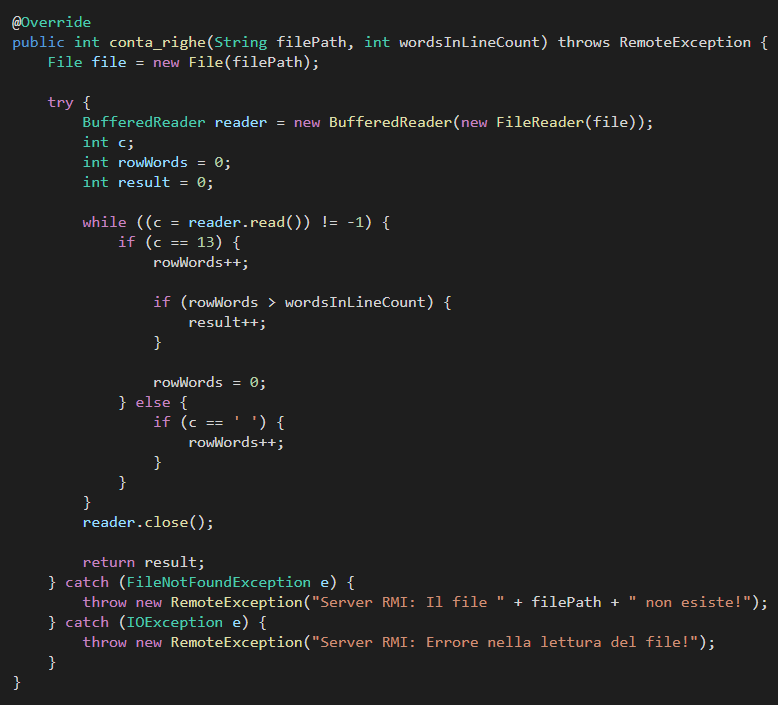 @Override
public int conta_righe(String filePath, int wordsInLineCount) throws RemoteException {
    File file = new File(filePath);

    try {
        BufferedReader reader = new BufferedReader(new FileReader(file));
        int c;
        int rowWords = 0;
        int result = 0;

        while ((c = reader.read()) != -1) {
            if (c == 13) {
                rowWords++;

                if (rowWords > wordsInLineCount) {
                    result++;
                }

                rowWords = 0;
            } else {
                if (c == ' ') {
                    rowWords++;
                }
            }
        }
        reader.close();

        return result;
    } catch (FileNotFoundException e) {
        throw new RemoteException("Server RMI: Il file " + filePath + " non esiste!");
    } catch (IOException e) {
        throw new RemoteException("Server RMI: Errore nella lettura del file!");
    }
}